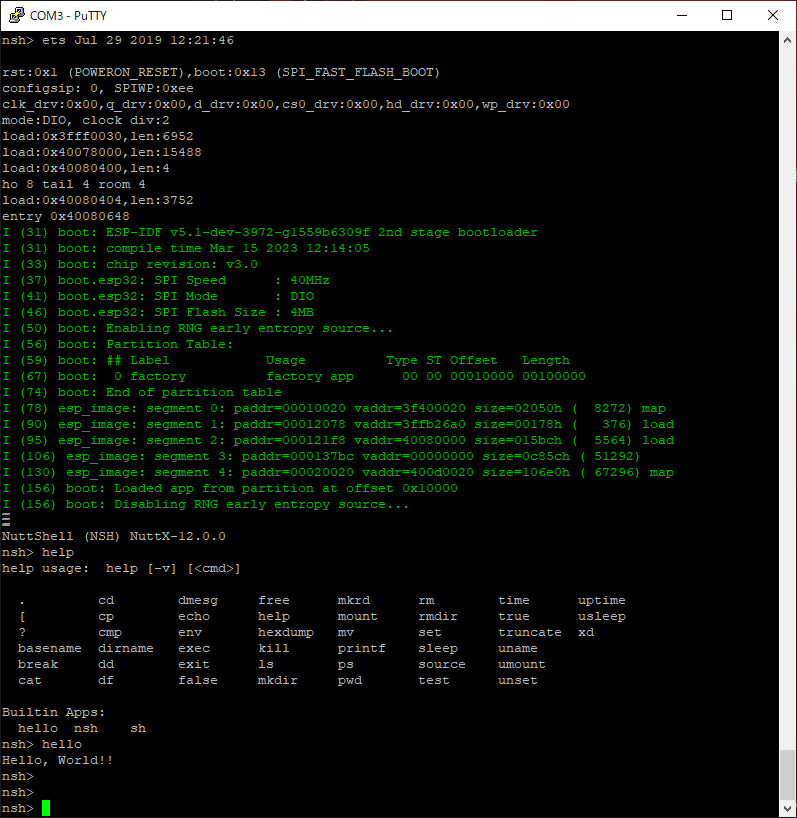 COM3 - PuTTY
nsh> ets Jul 29 2019 12:21:46
rst:0x1 (POWERON_RESET),boot:0x13 (SPI_FAST_FLASH_BOOT)
configsip: 0, SPIWP:0xee
clk_drv:0x00,q_drv:0x00,d_drv:0x00,cs0_drv:0x00,hd_drv:0x00,wp_drv:0x00
mode:DIO, clock div:2
load:0x3fff0030,len:6952
load:0x40078000,len:15488
load:0x40080400,len:4
ho 8 tail 4 room 4
load:0x40080404,len:3752
entry 0x40080648
I (31) boot: ESP-IDF v5.1-dev-3972-g1559b6309f 2nd stage bootloader
I (31) boot: compile time Mar 15 2023 12:14:05
I (33) boot: chip revision: v3.0
I (37) boot.esp32: SPI Speed      : 40MHz
I (41) boot.esp32: SPI Mode       : DIO
I (46) boot.esp32: SPI Flash Size : 4MB
I (50) boot: Enabling RNG early entropy source...
I (56) boot: Partition Table:
I (59) boot: ## Label            Usage          Type ST Offset   Length
I (67) boot:  0 factory          factory app      00 00 00010000 00100000
I (74) boot: End of partition table
I (78) esp_image: segment 0: paddr=00010020 vaddr=3f400020 size=02050h (  8272) map
I (90) esp_image: segment 1: paddr=00012078 vaddr=3ffb26a0 size=00178h (   376) load
I (95) esp_image: segment 2: paddr=000121f8 vaddr=40080000 size=015bch (  5564) load
I (106) esp_image: segment 3: paddr=000137bc vaddr=00000000 size=0c85ch ( 51292)
I (130) esp_image: segment 4: paddr=00020020 vaddr=400d0020 size=106e0h ( 67296) map
I (156) boot: Loaded app from partition at offset 0x10000
I (156) boot: Disabling RNG early entropy source...
NuttShell (NSH) NuttX-12.0.0
nsh> help
help usage:  help [-v] [<cmd>]
  .         cd        dmesg     free      mkrd      rm        time      uptime
  [         cp        echo      help      mount     rmdir     true      usleep
  ?         cmp       env       hexdump   mv        set       truncate  xd
  basename  dirname   exec      kill      printf    sleep     uname
  break     dd        exit      ls        ps        source    umount
  cat       df        false     mkdir     pwd       test      unset
Builtin Apps:
  hello  nsh    sh
nsh> hello
Hello, World!!
nsh>
nsh>
nsh>